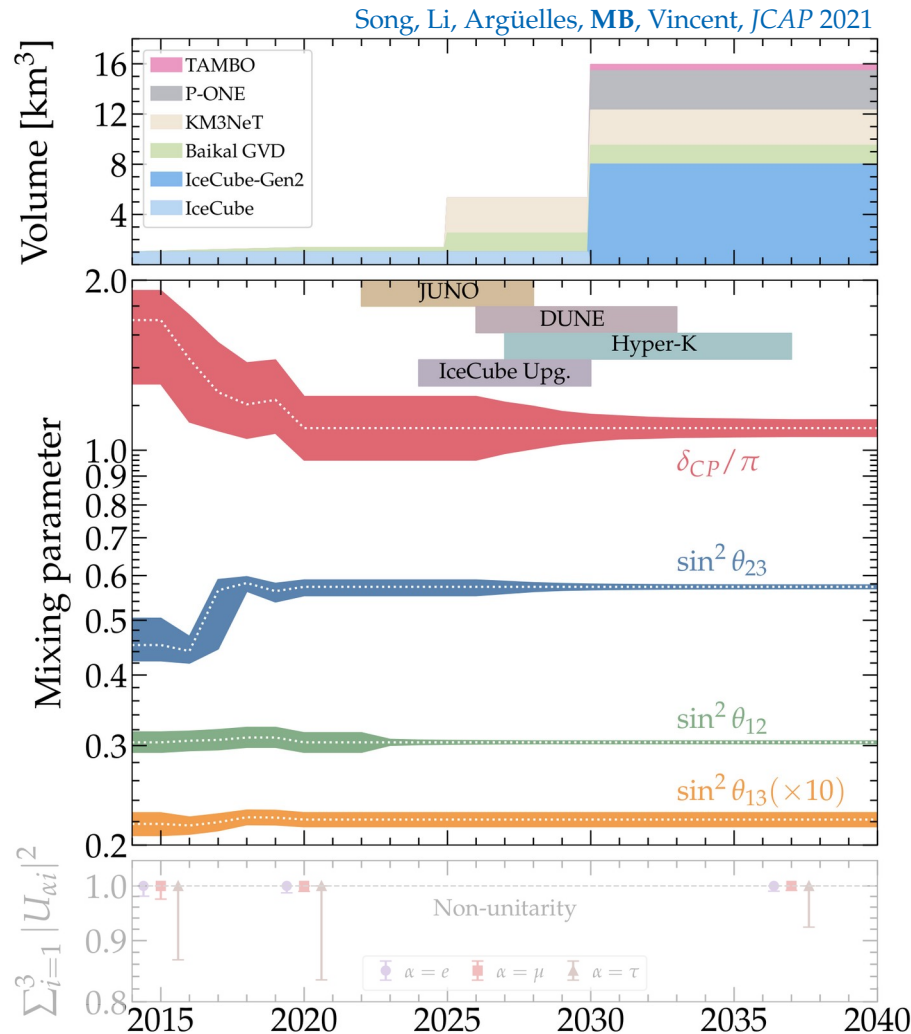 Song, Li, Argüelles, MB, Vincent, JCAP 2021
Volume [km³]
16
12
8
4
TAMBO
P-ONE
KM3NeT
Baikal GVD
IceCube-Gen2
IceCube
Mixing parameter
2.0
1.0
0.9
0.8
0.7
0.6
0.5
0.4
0.3
0.2
JUNO
DUNE
Hyper-K
IceCube Upg.
δ_CP/π
sin² θ₂₃
sin² θ₁₂
sin² θ₁₃(×10)
Σ³ᵢ₌₁ |U_αi|²
1.0
0.9
0.8
Non-unitarity
α = e α = μ α = τ
2015 2020 2025 2030 2035 2040